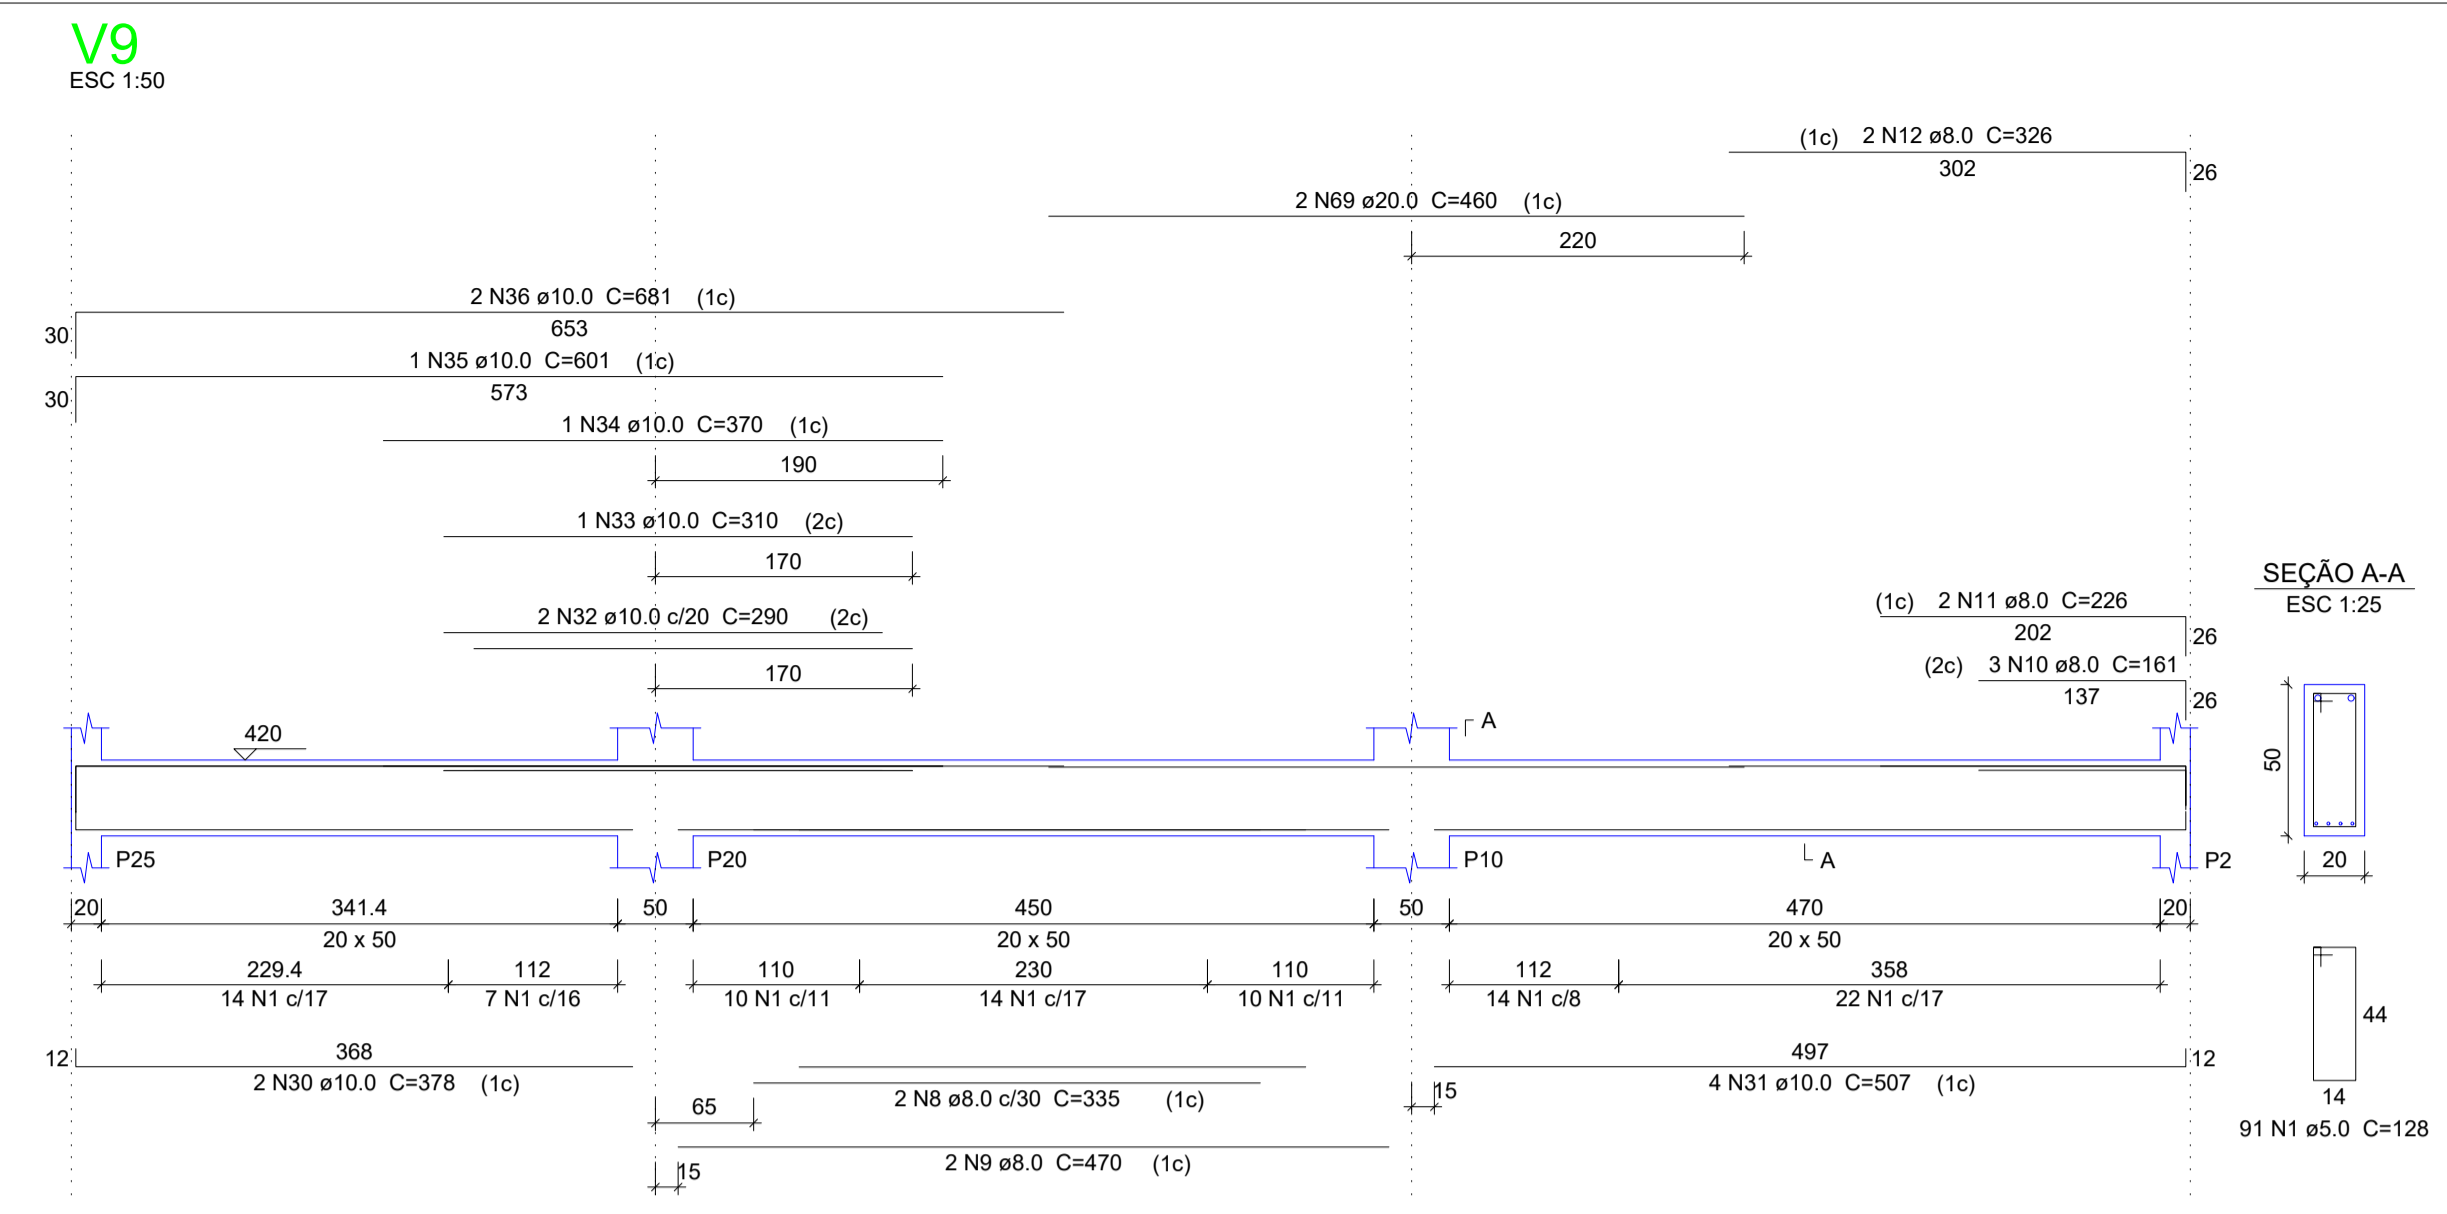 V9
ESC 1:50
(1c) 2 N12 ø8.0 C=326
302
26
2 N69 ø20.0 C=460 (1c)
220
2 N36 ø10.0 C=681 (1c)
653
30
1 N35 ø10.0 C=601 (1c)
573
30
1 N34 ø10.0 C=370 (1c)
190
1 N33 ø10.0 C=310 (2c)
170
2 N32 ø10.0 c/20 C=290 (2c)
170
(1c) 2 N11 ø8.0 C=226
202
26
(2c) 3 N10 ø8.0 C=161
137
26
SEÇÃO A-A
ESC 1:25
420
A
50
P25 P20 P10 A P2
20
20 341.4 50 450 50 470 20
20 x 50 20 x 50 20 x 50
229.4 112 110 230 110 112 358
14 N1 c/17 7 N1 c/16 10 N1 c/11 14 N1 c/17 10 N1 c/11 14 N1 c/8 22 N1 c/17
44
14
91 N1 ø5.0 C=128
12 368
2 N30 ø10.0 C=378 (1c)
2 N8 ø8.0 c/30 C=335 (1c)
65
2 N9 ø8.0 C=470 (1c)
15
497 12
4 N31 ø10.0 C=507 (1c)
15